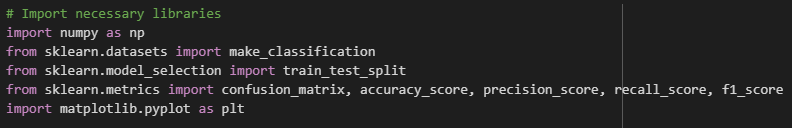 # Import necessary libraries
import numpy as np
from sklearn.datasets import make_classification
from sklearn.model_selection import train_test_split
from sklearn.metrics import confusion_matrix, accuracy_score, precision_score, recall_score, f1_score
import matplotlib.pyplot as plt